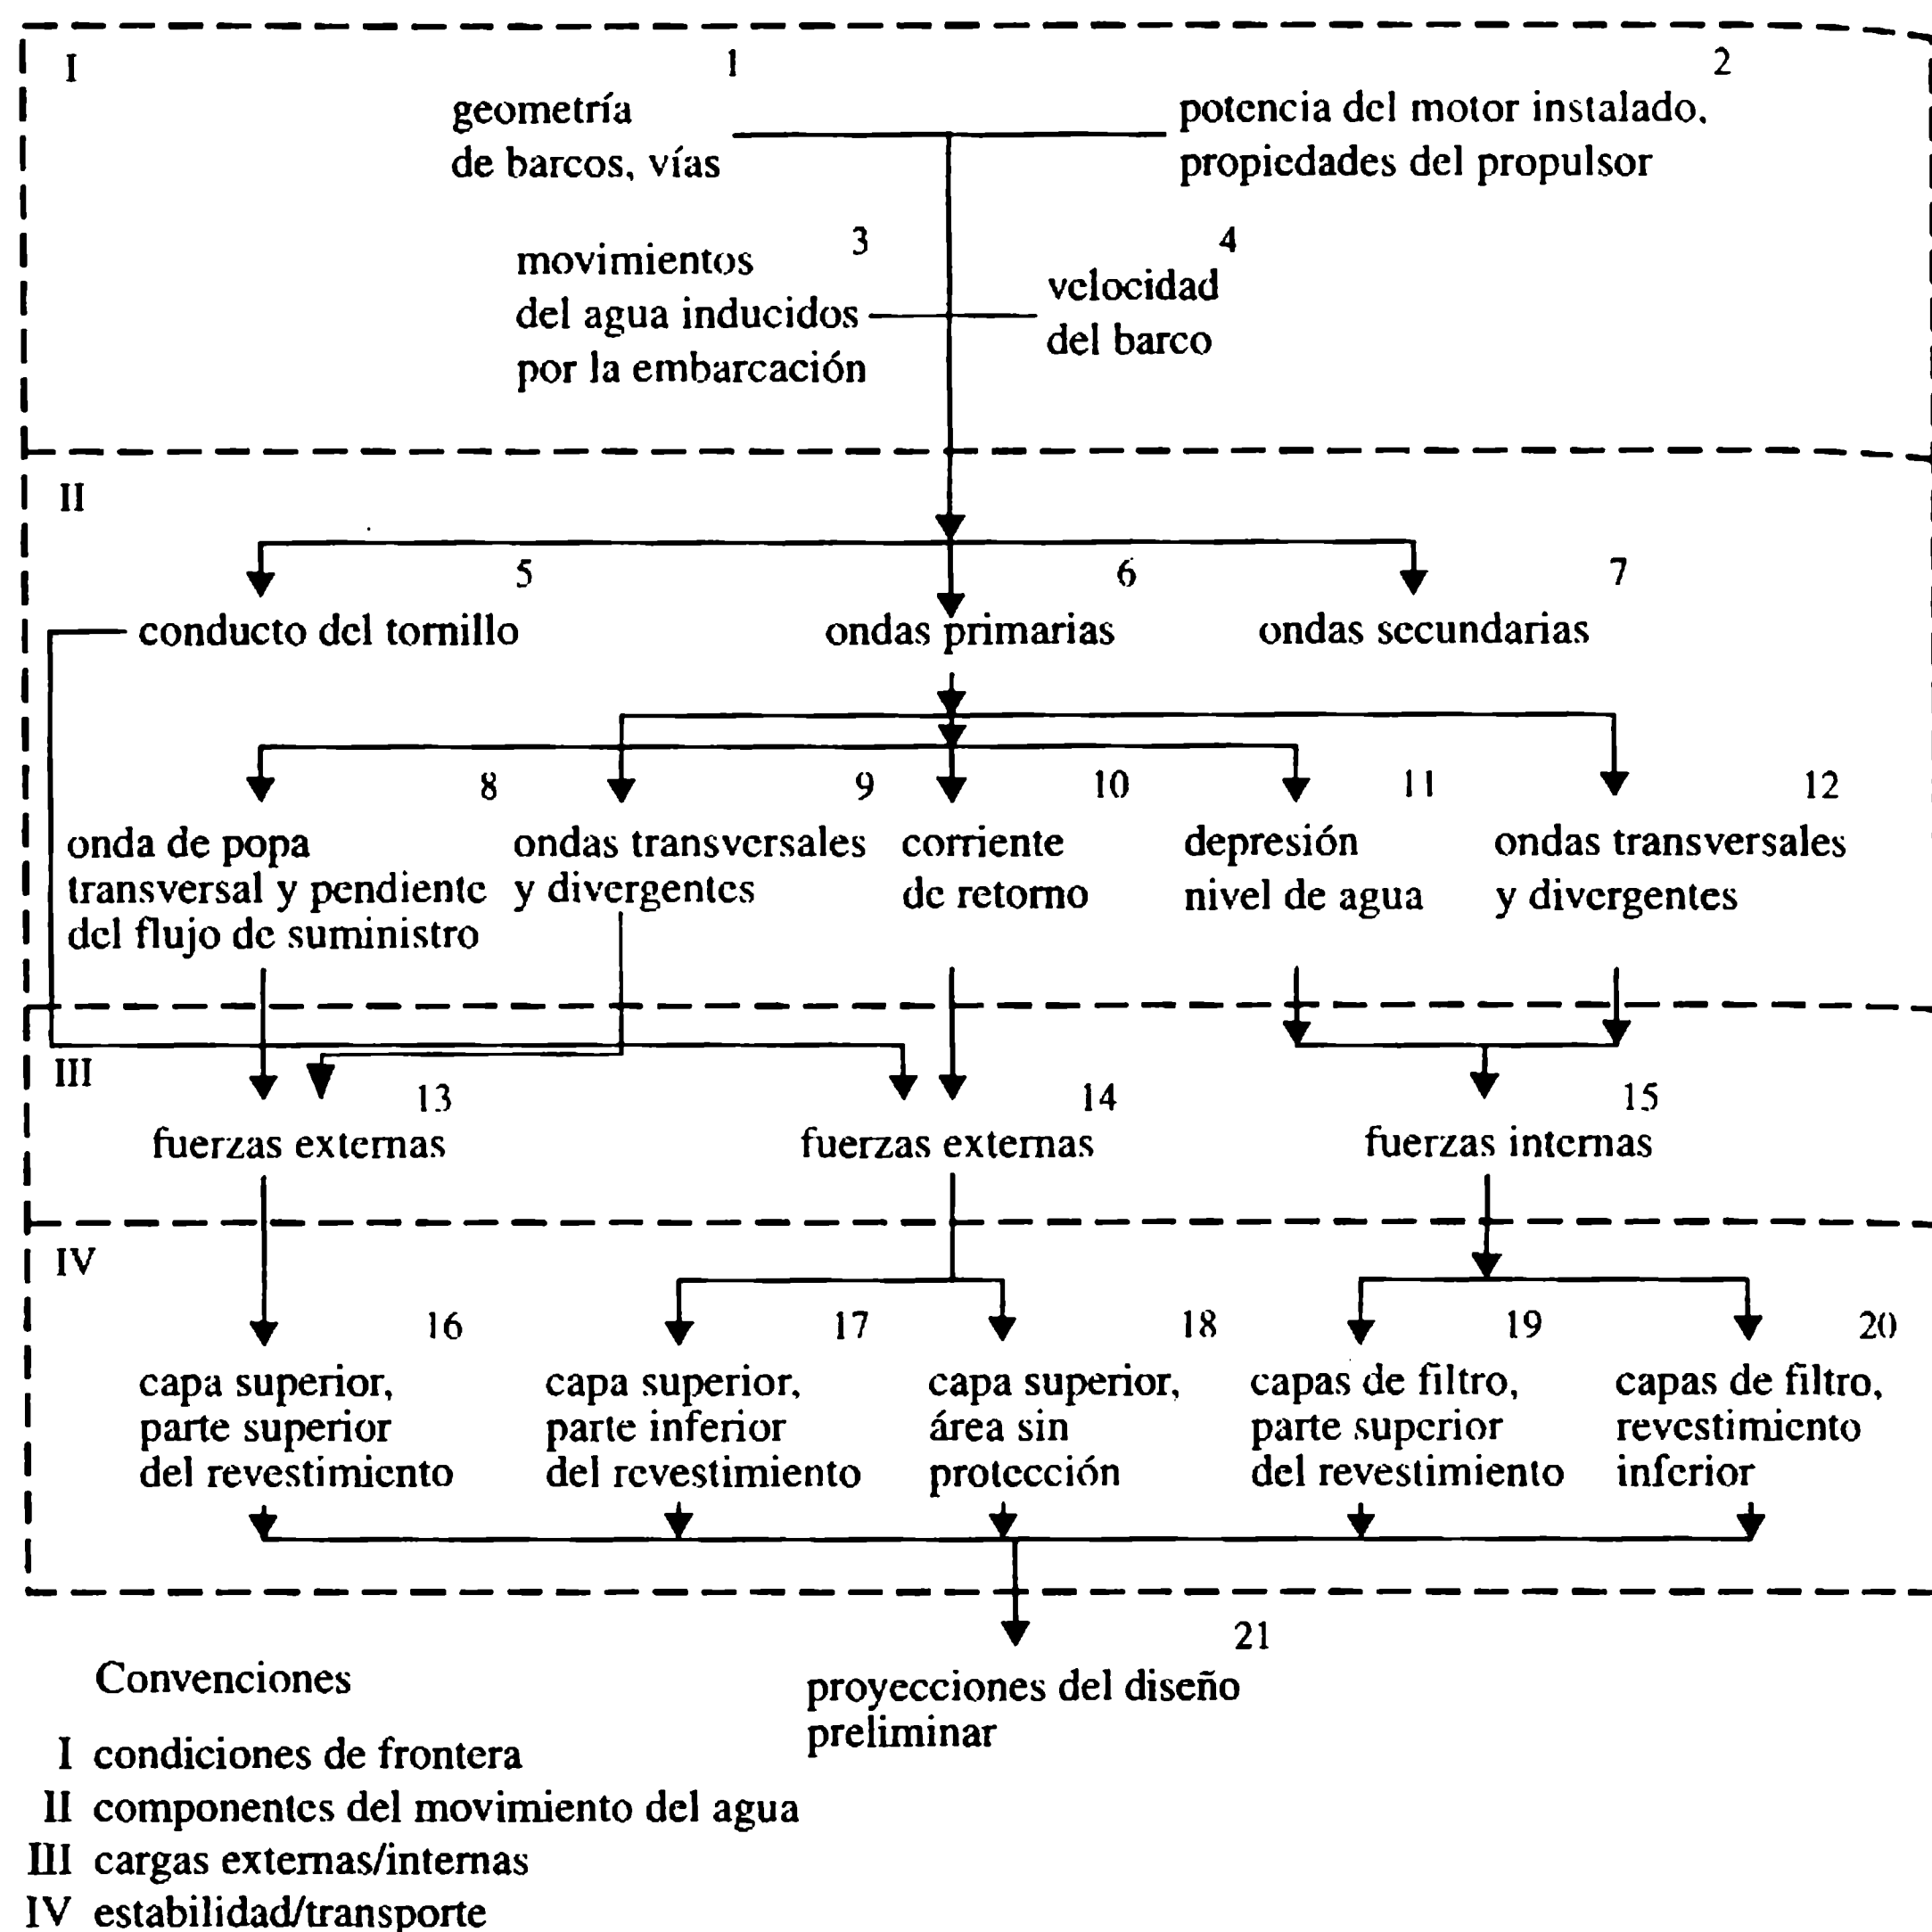 I
1
2
geometría
de barcos, vías
potencia del motor instalado,
propiedades del propulsor
3
4
movimientos
del agua inducidos
por la embarcación
velocidad
del barco
II
5
6
7
conducto del tornillo
ondas primarias
ondas secundarias
8
9
10
11
12
onda de popa
transversal y pendiente
del flujo de suministro
ondas transversales
y divergentes
corriente
de retorno
depresión
nivel de agua
ondas transversales
y divergentes
III
13
14
15
fuerzas externas
fuerzas externas
fuerzas internas
IV
16
17
18
19
20
capa superior,
parte superior
del revestimiento
capa superior,
parte inferior
del revestimiento
capa superior,
área sin
protección
capas de filtro,
parte superior
del revestimiento
capas de filtro,
revestimiento
inferior
21
proyecciones del diseño
preliminar
Convenciones
I condiciones de frontera
II componentes del movimiento del agua
III cargas externas/internas
IV estabilidad/transporte